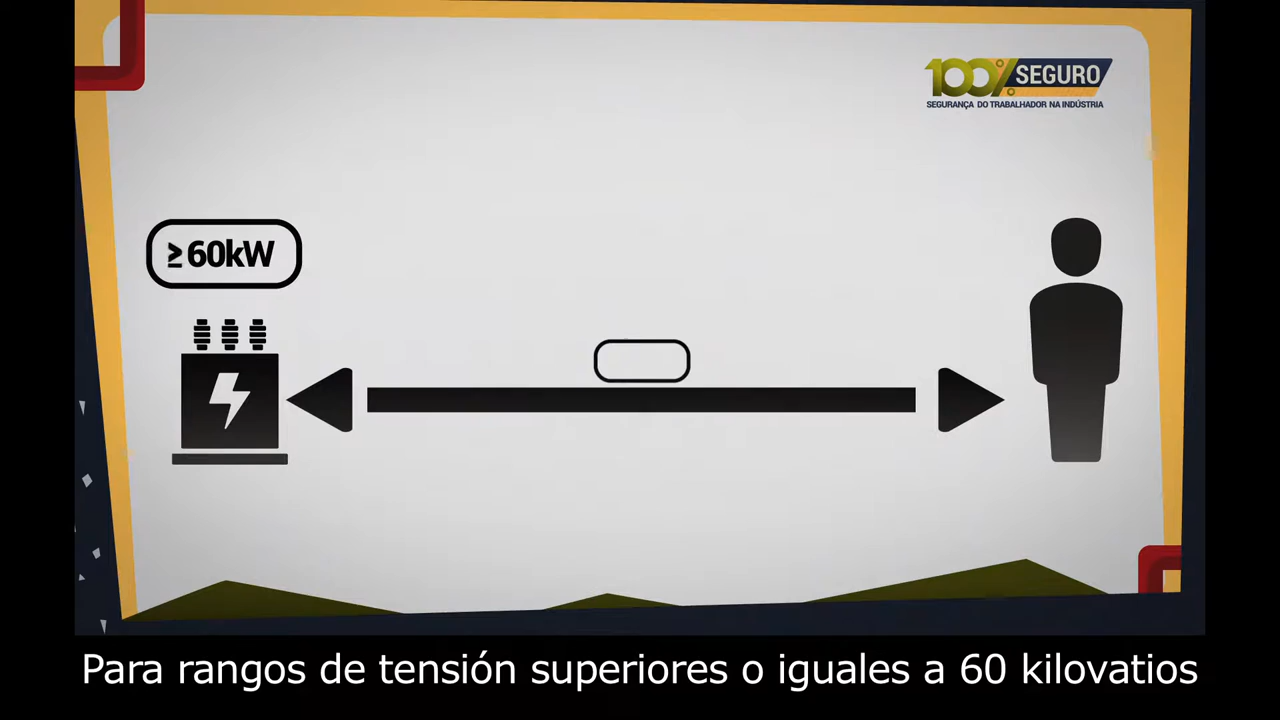 100% SEGURO
SEGURANÇA DO TRABALHADOR NA INDÚSTRIA
≥60kW
Para rangos de tensión superiores o iguales a 60 kilovatios